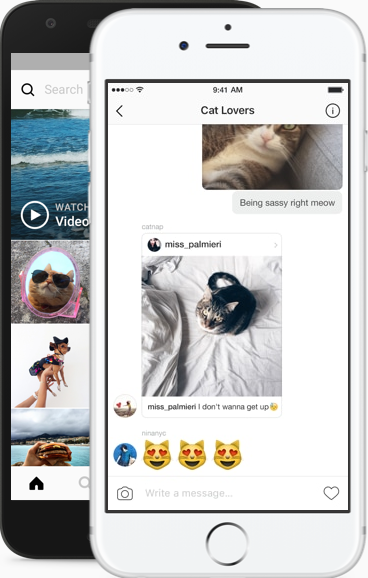 Search
WATCH
Video
9:41 AM
Cat Lovers
Being sassy right meow
catnap
miss_palmieri
miss_palmieri I don't wanna get up😼
ninanyc
Write a message...